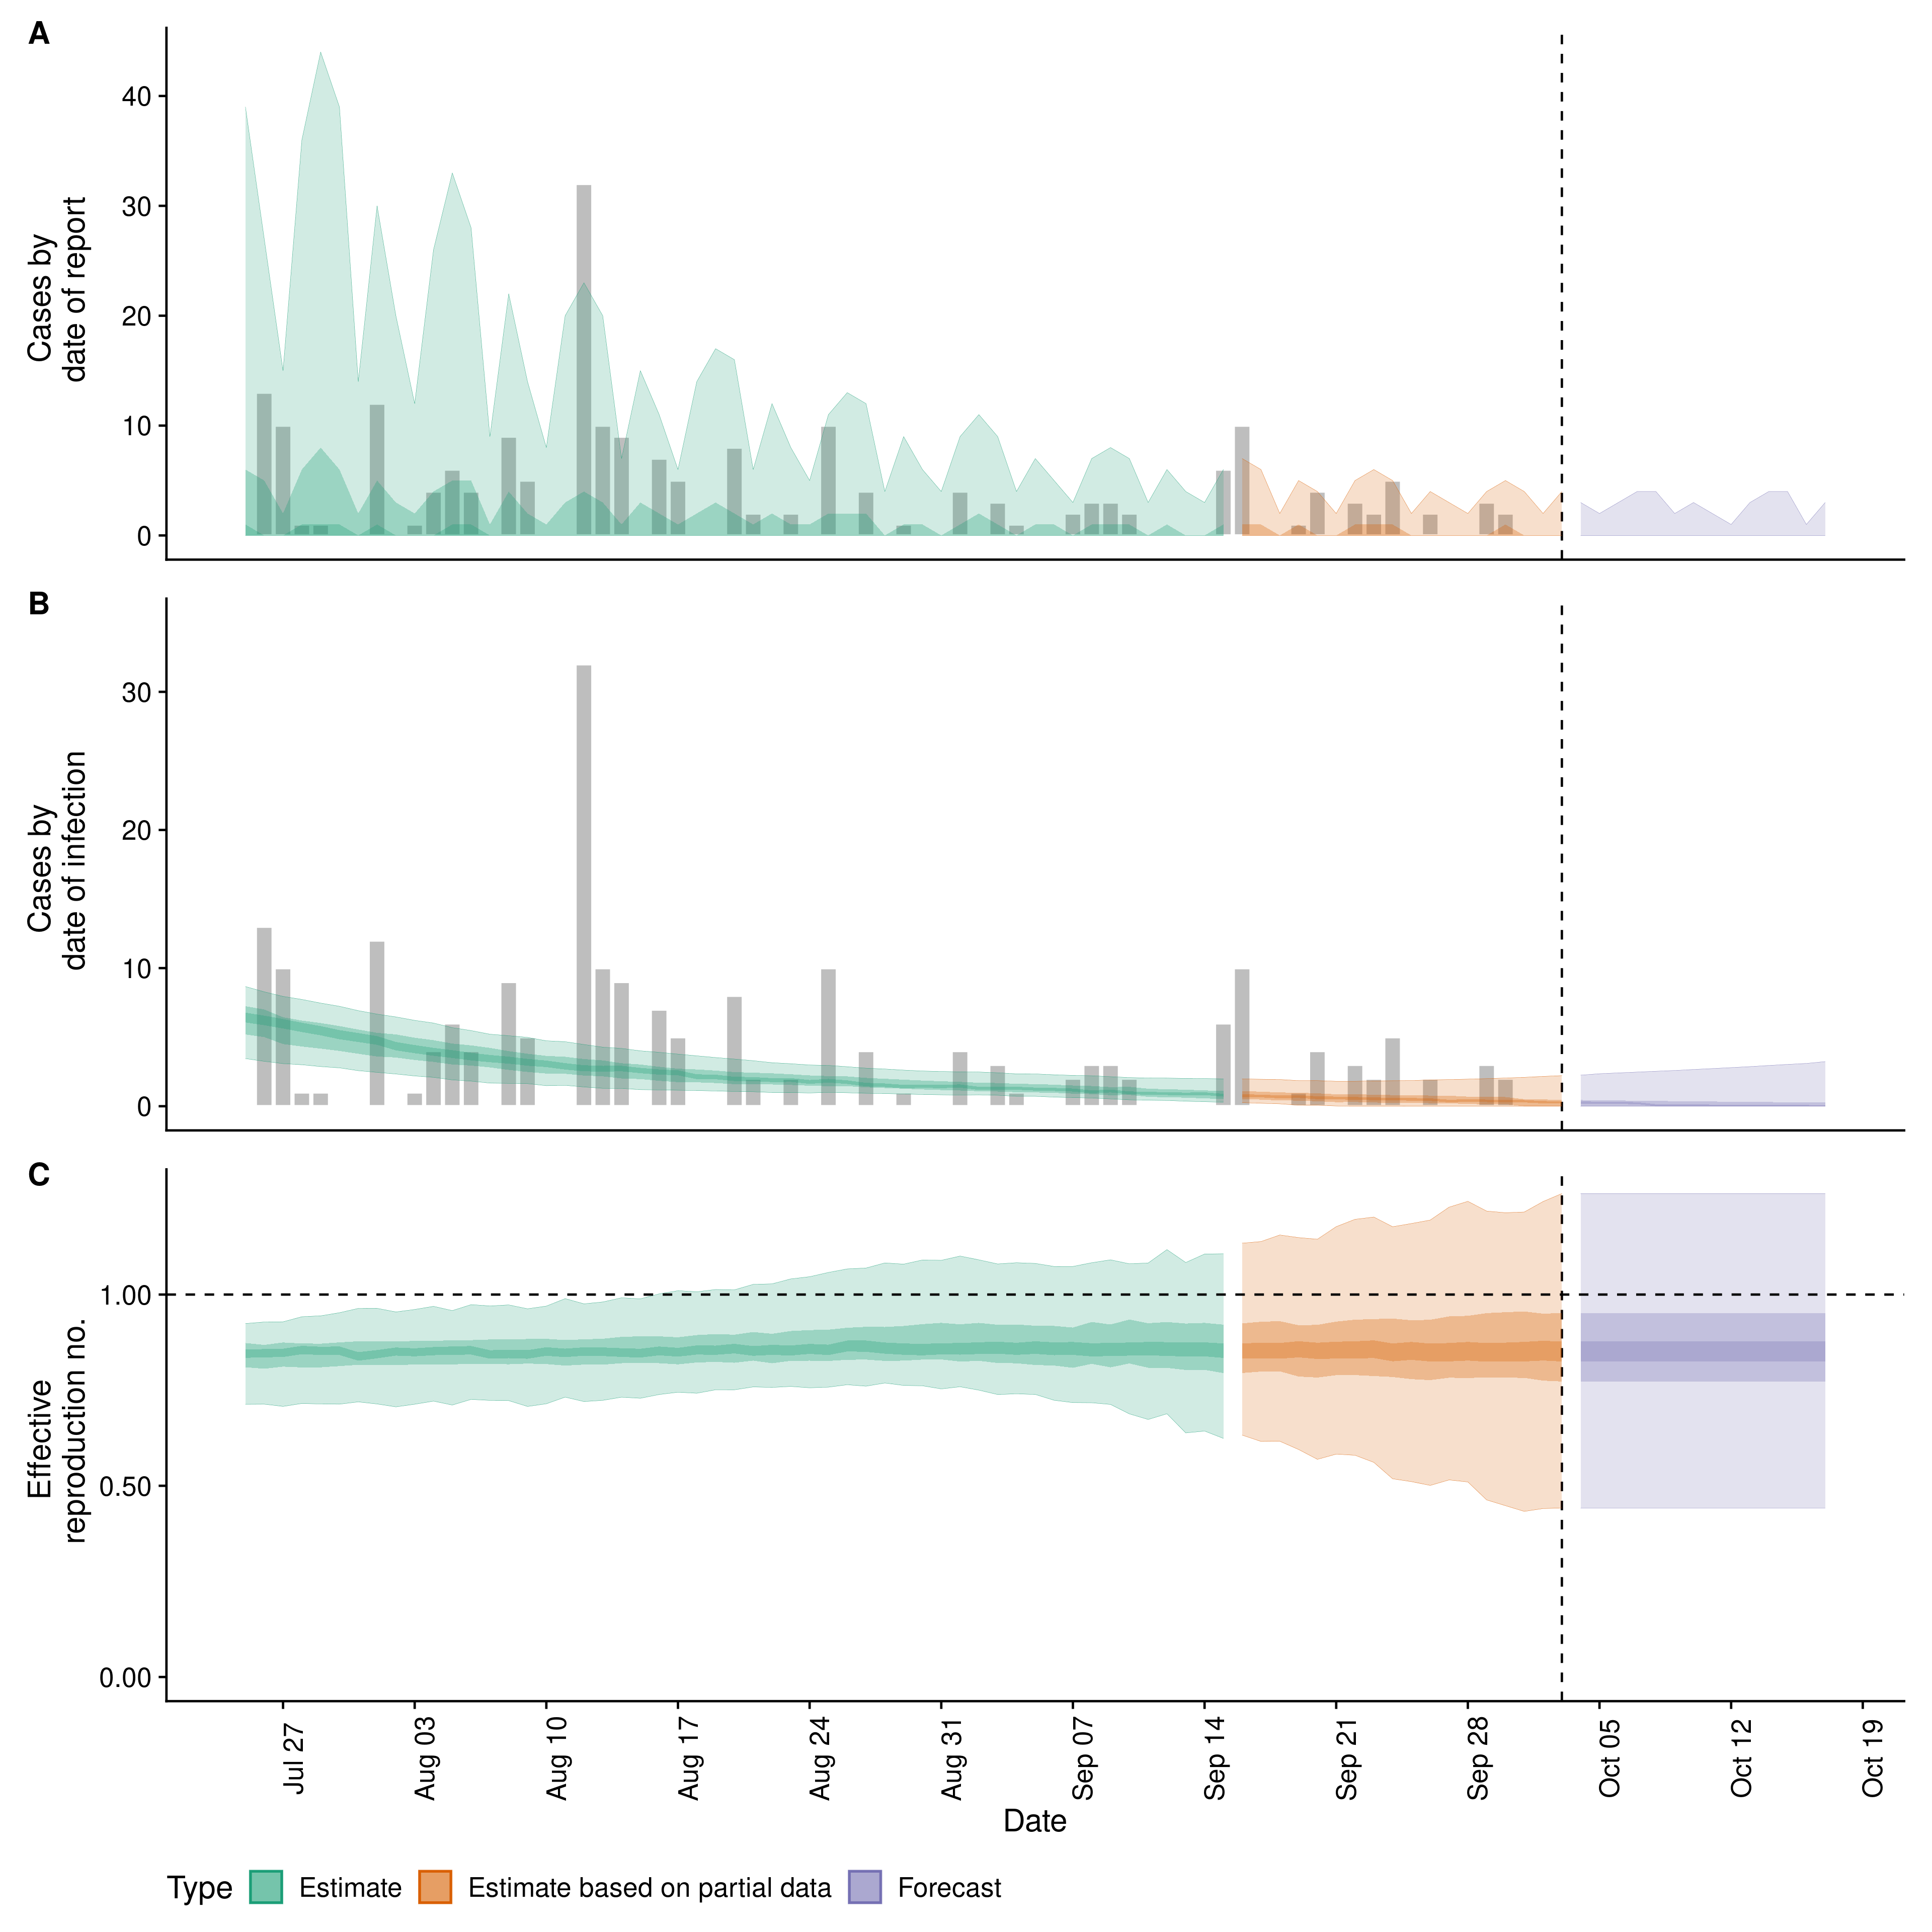 A
Cases by
date of report
40
30
20
10
0
B
Cases by
date of infection
30
20
10
0
C
Effective
reproduction no.
1.00
0.50
0.00
Jul 27
Aug 03
Aug 10
Aug 17
Aug 24
Aug 31
Sep 07
Sep 14
Sep 21
Sep 28
Oct 05
Oct 12
Oct 19
Date
Type Estimate Estimate based on partial data Forecast